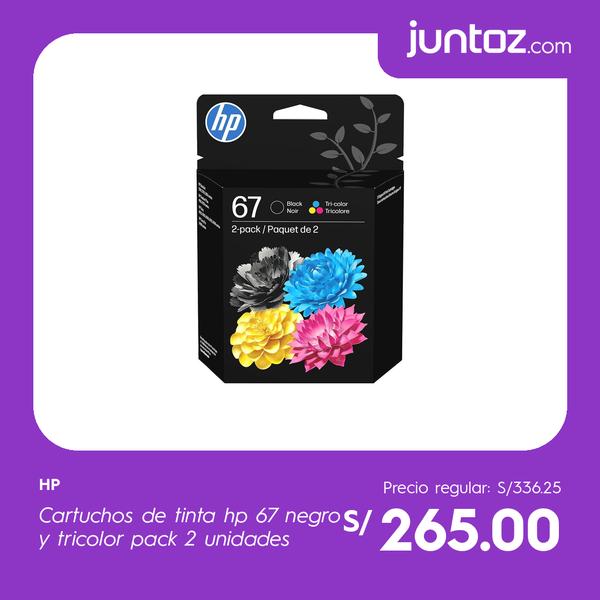 juntoz.com
hp
67
Black
Noir
Tri-color
Tricolore
2-pack / Paquet de 2
HP
Precio regular: S/336.25
Cartuchos de tinta hp 67 negro
y tricolor pack 2 unidades
S/ 265.00